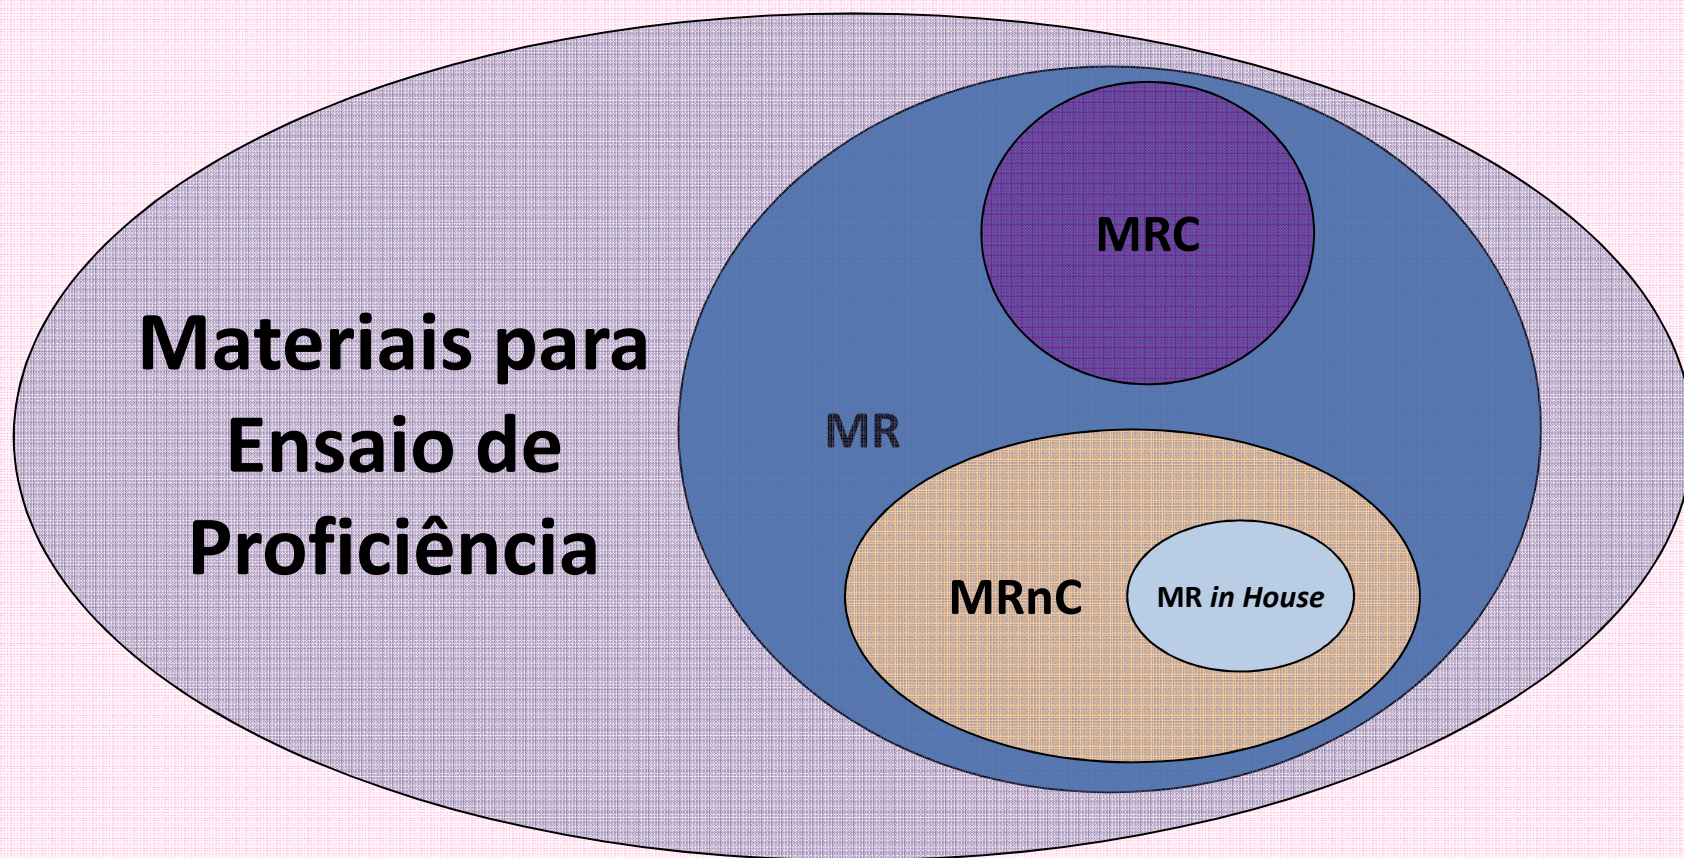 Materiais para
Ensaio de
Proficiência
MRC
MR
MRnC
MR in House